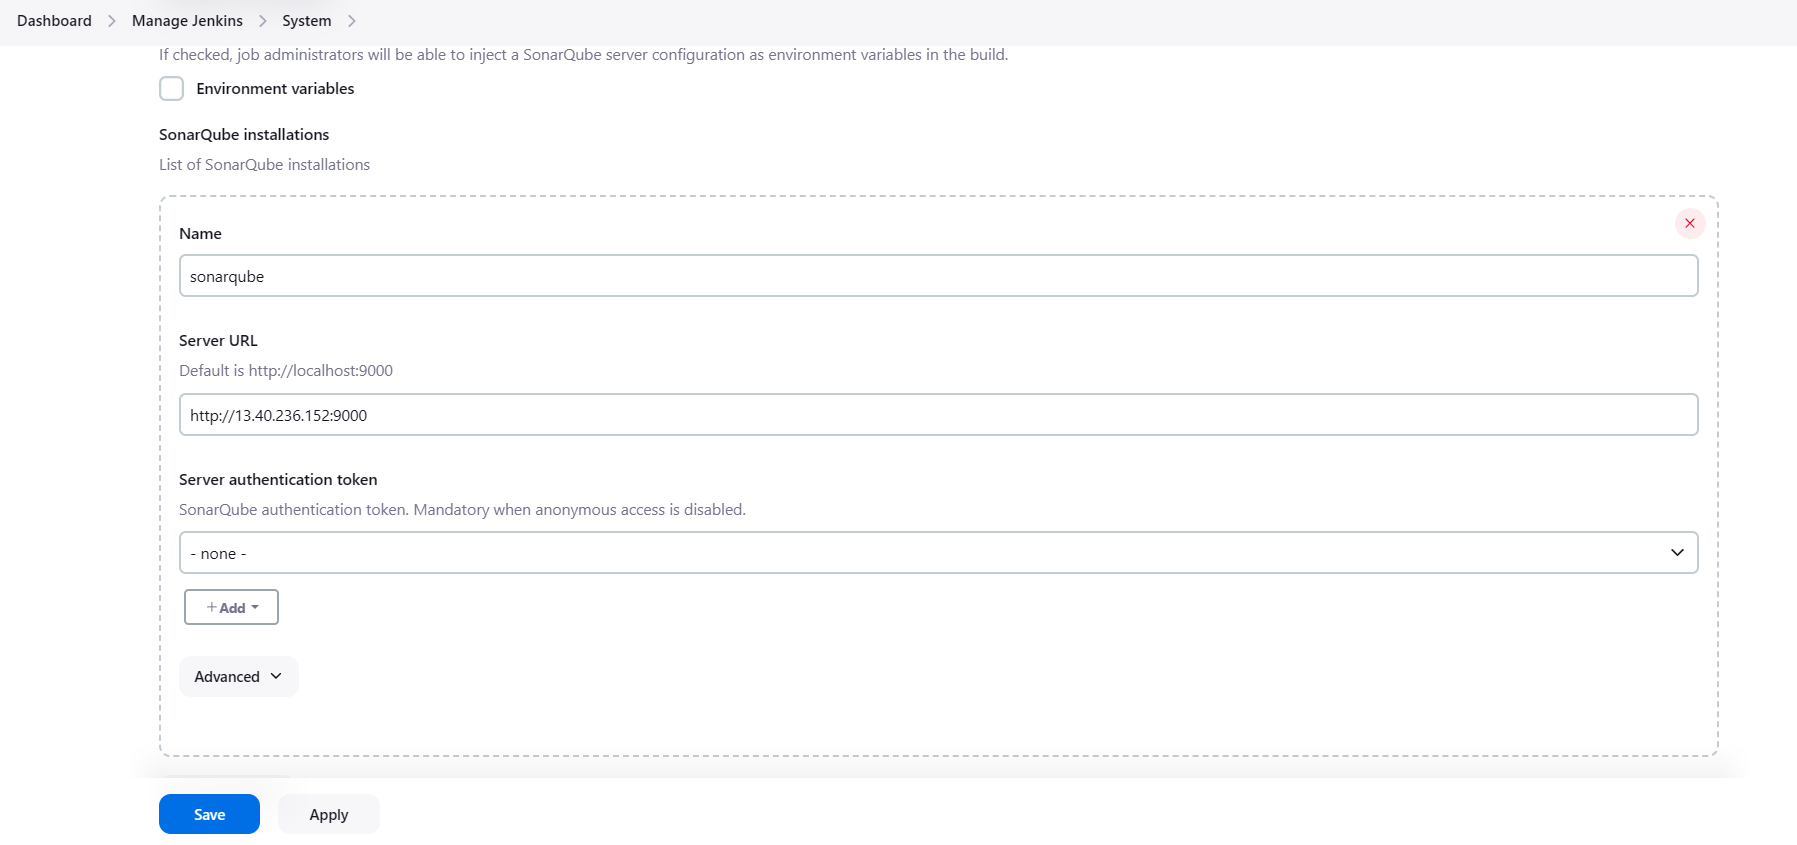 Dashboard > Manage Jenkins > System >
If checked, job administrators will be able to inject a SonarQube server configuration as environment variables in the build.
Environment variables
SonarQube installations
List of SonarQube installations
Name
sonarqube
Server URL
Default is http://localhost:9000
http://13.40.236.152:9000
Server authentication token
SonarQube authentication token. Mandatory when anonymous access is disabled.
- none -
+ Add
Advanced
Save Apply